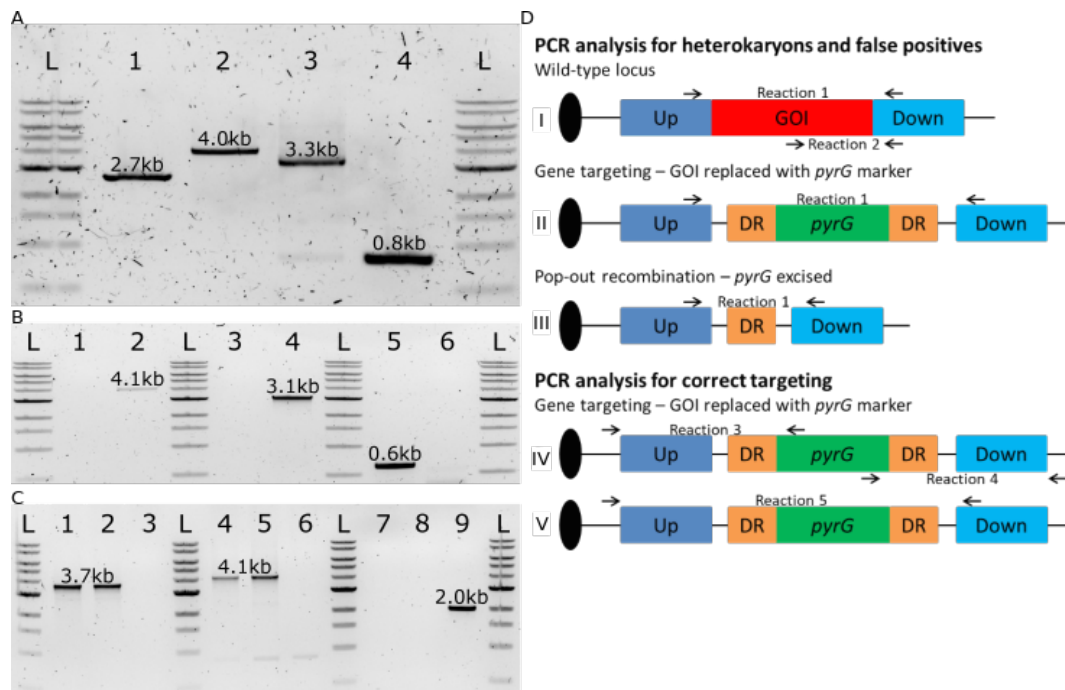 A
L 1 2 3 4 L
2.7kb 4.0kb 3.3kb 0.8kb
B
L 1 2 L 3 4 L 5 6 L
4.1kb 3.1kb 0.6kb
C
L 1 2 3 L 4 5 6 L 7 8 9 L
3.7kb 4.1kb 2.0kb
D
PCR analysis for heterokaryons and false positives
Wild-type locus
Reaction 1
I Up GOI Down
Reaction 2
Gene targeting – GOI replaced with pyrG marker
Reaction 1
II Up DR pyrG DR Down
Pop-out recombination – pyrG excised
Reaction 1
III Up DR Down
PCR analysis for correct targeting
Gene targeting – GOI replaced with pyrG marker
Reaction 3
IV Up DR pyrG DR Down
Reaction 4
Reaction 5
V Up DR pyrG DR Down